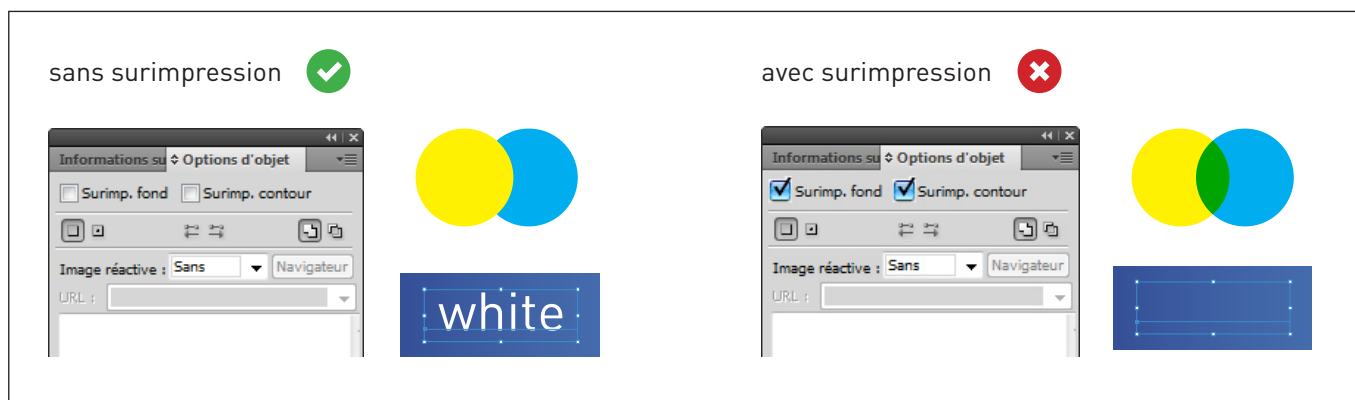 sans surimpression
Informations su Options d'objet
Surimp. fond Surimp. contour
Image réactive : Sans Navigateur
URL :
white
avec surimpression
Informations su Options d'objet
Surimp. fond Surimp. contour
Image réactive : Sans Navigateur
URL :